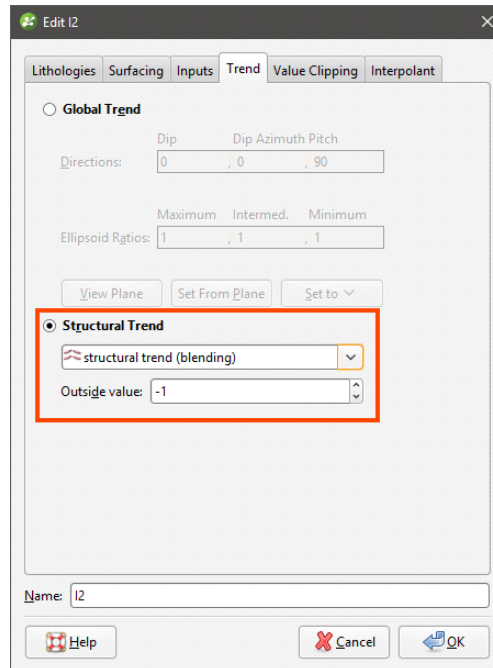 Edit I2
Lithologies Surfacing Inputs Trend Value Clipping Interpolant
Global Trend
Dip Dip Azimuth Pitch
Directions: 0 , 0 , 90
Maximum Intermed. Minimum
Ellipsoid Ratios: 1 , 1 , 1
View Plane Set From Plane Set to
Structural Trend
structural trend (blending)
Outside value: -1
Name: I2
Help Cancel OK